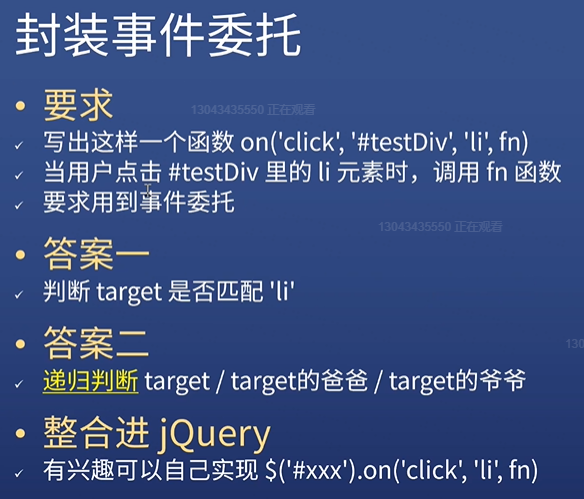 封装事件委托
要求
13043435550 正在观看
写出这样一个函数 on('click', '#testDiv', 'li', fn)
当用户点击 #testDiv 里的 li 元素时，调用 fn 函数
要求用到事件委托
13043435550 正在观看
答案一
判断 target 是否匹配 'li'
答案二
130
递归判断 target / target的爸爸 / target的爷爷
整合进 jQuery
有兴趣可以自己实现 $('#xxx').on('click', 'li', fn)